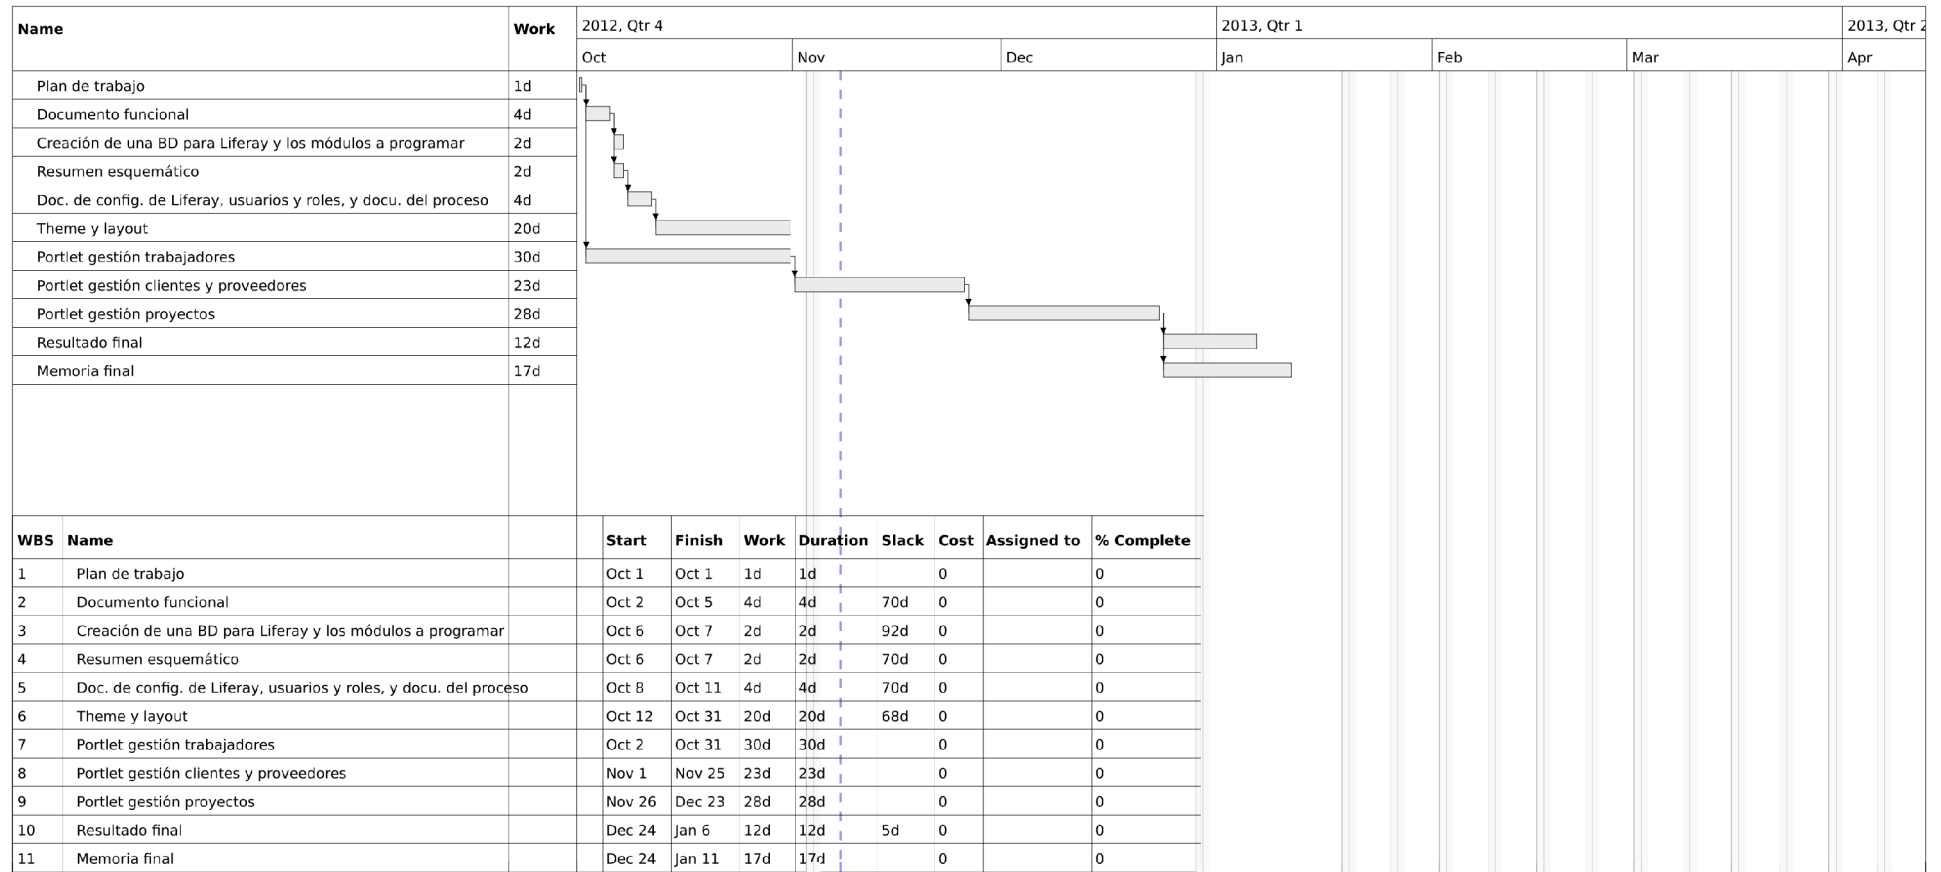 Name Work 2012, Qtr 4 2013, Qtr 1 2013, Qtr 2
Oct Nov Dec Jan Feb Mar Apr
Plan de trabajo 1d
Documento funcional 4d
Creación de una BD para Liferay y los módulos a programar 2d
Resumen esquemático 2d
Doc. de config. de Liferay, usuarios y roles, y docu. del proceso 4d
Theme y layout 20d
Portlet gestión trabajadores 30d
Portlet gestión clientes y proveedores 23d
Portlet gestión proyectos 28d
Resultado final 12d
Memoria final 17d
WBS Name Start Finish Work Duration Slack Cost Assigned to % Complete
1 Plan de trabajo Oct 1 Oct 1 1d 1d 0 0
2 Documento funcional Oct 2 Oct 5 4d 4d 70d 0 0
3 Creación de una BD para Liferay y los módulos a programar Oct 6 Oct 7 2d 2d 92d 0 0
4 Resumen esquemático Oct 6 Oct 7 2d 2d 70d 0 0
5 Doc. de config. de Liferay, usuarios y roles, y docu. del proceso Oct 8 Oct 11 4d 4d 70d 0 0
6 Theme y layout Oct 12 Oct 31 20d 20d 68d 0 0
7 Portlet gestión trabajadores Oct 2 Oct 31 30d 30d 0 0
8 Portlet gestión clientes y proveedores Nov 1 Nov 25 23d 23d 0 0
9 Portlet gestión proyectos Nov 26 Dec 23 28d 28d 0 0
10 Resultado final Dec 24 Jan 6 12d 12d 5d 0 0
11 Memoria final Dec 24 Jan 11 17d 17d 0 0